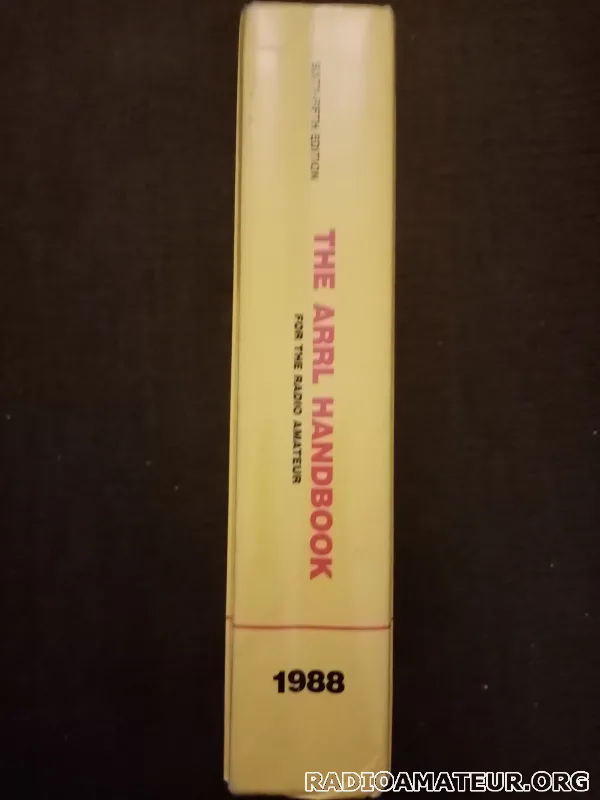 SIXTY-FIFTH EDITION
THE ARRL HANDBOOK
FOR THE RADIO AMATEUR
1988
RADIOAMATEUR.ORG